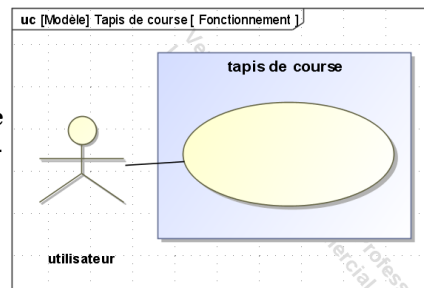 uc [Modèle] Tapis de course [ Fonctionnement ]
tapis de course
utilisateur